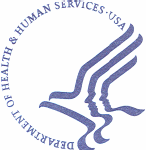 DEPARTMENT OF HEALTH & HUMAN SERVICES · USA